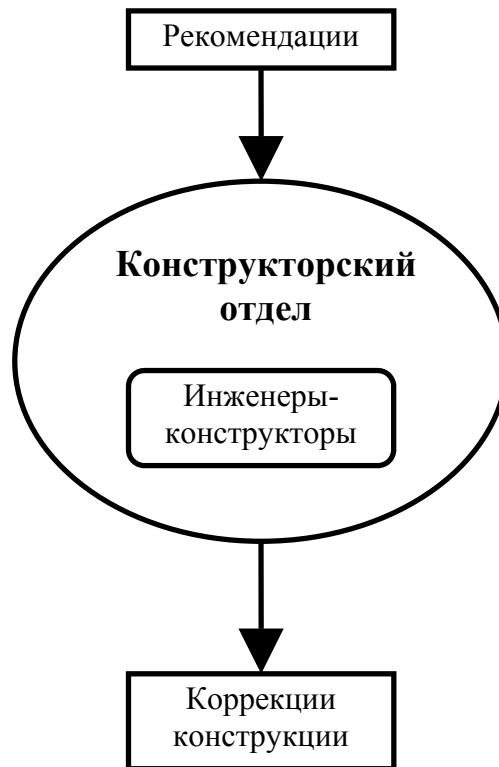 Рекомендации
Конструкторский
отдел
Инженеры-
конструкторы
Коррекции
конструкции